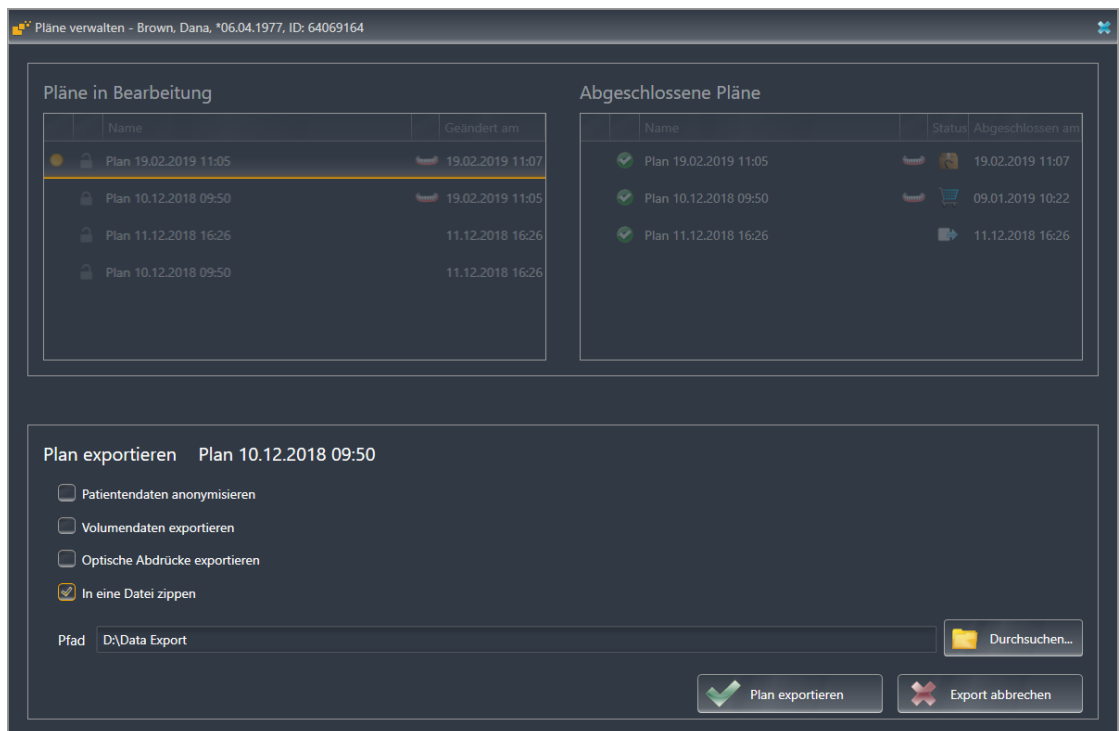 Pläne verwalten - Brown, Dana, *06.04.1977, ID: 64069164
Pläne in Bearbeitung
Name Geändert am
Plan 19.02.2019 11:05 19.02.2019 11:07
Plan 10.12.2018 09:50 19.02.2019 11:05
Plan 11.12.2018 16:26 11.12.2018 16:26
Plan 10.12.2018 09:50 11.12.2018 16:26
Abgeschlossene Pläne
Name Status Abgeschlossen am
Plan 19.02.2019 11:05 19.02.2019 11:07
Plan 10.12.2018 09:50 09.01.2019 10:22
Plan 11.12.2018 16:26 11.12.2018 16:26
Plan exportieren Plan 10.12.2018 09:50
Patientendaten anonymisieren
Volumendaten exportieren
Optische Abdrücke exportieren
In eine Datei zippen
Pfad D:\Data Export Durchsuchen...
Plan exportieren Export abbrechen